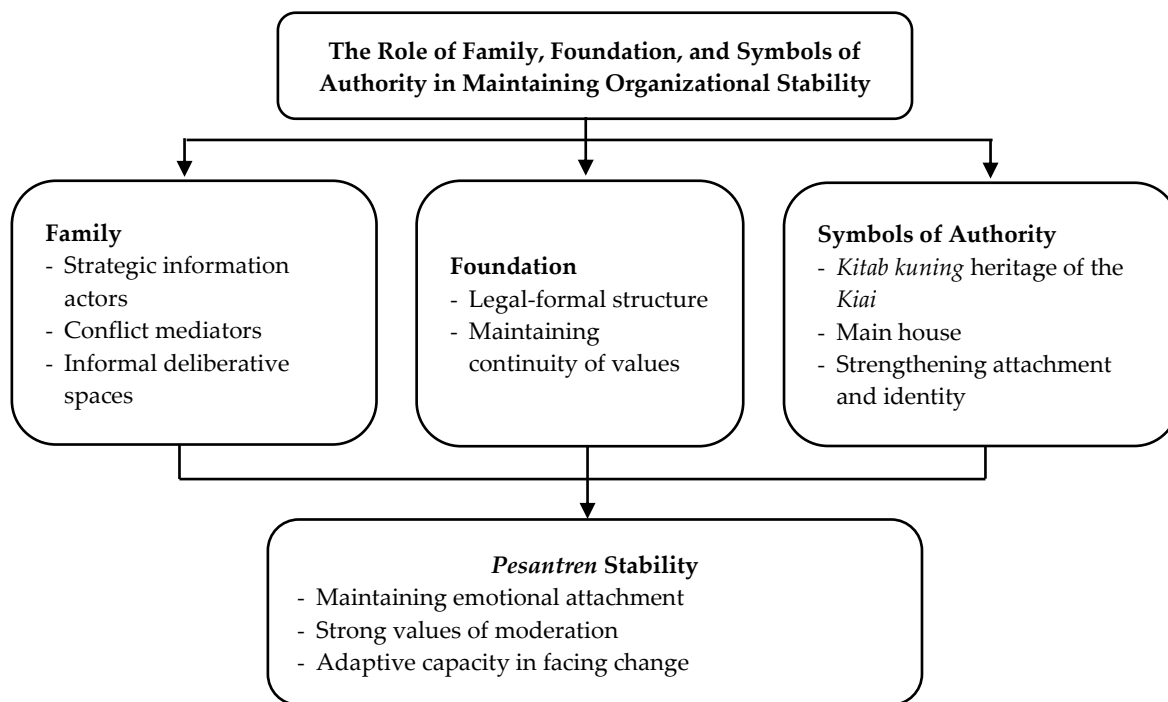 The Role of Family, Foundation, and Symbols of
Authority in Maintaining Organizational Stability
Family
- Strategic information
actors
- Conflict mediators
- Informal deliberative
spaces
Foundation
- Legal-formal structure
- Maintaining
continuity of values
Symbols of Authority
- Kitab kuning heritage of the
Kiai
- Main house
- Strengthening attachment
and identity
Pesantren Stability
- Maintaining emotional attachment
- Strong values of moderation
- Adaptive capacity in facing change